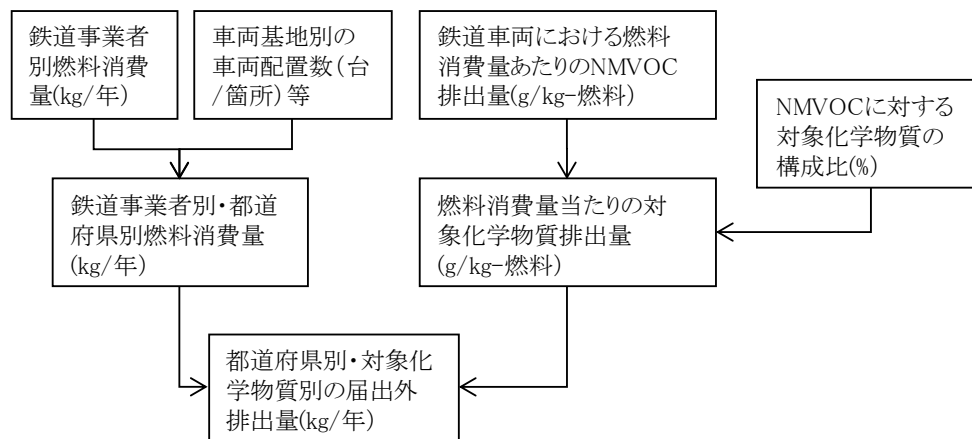 鉄道事業者
別燃料消費
量(kg/年)
車両基地別の
車両配置数(台
/箇所)等
鉄道車両における燃料
消費量あたりのNMVOC
排出量(g/kg-燃料)
NMVOCに対する
対象化学物質の
構成比(%)
鉄道事業者別・都道
府県別燃料消費量
(kg/年)
燃料消費量当たりの対
象化学物質排出量
(g/kg-燃料)
都道府県別・対象化
学物質別の届出外
排出量(kg/年)